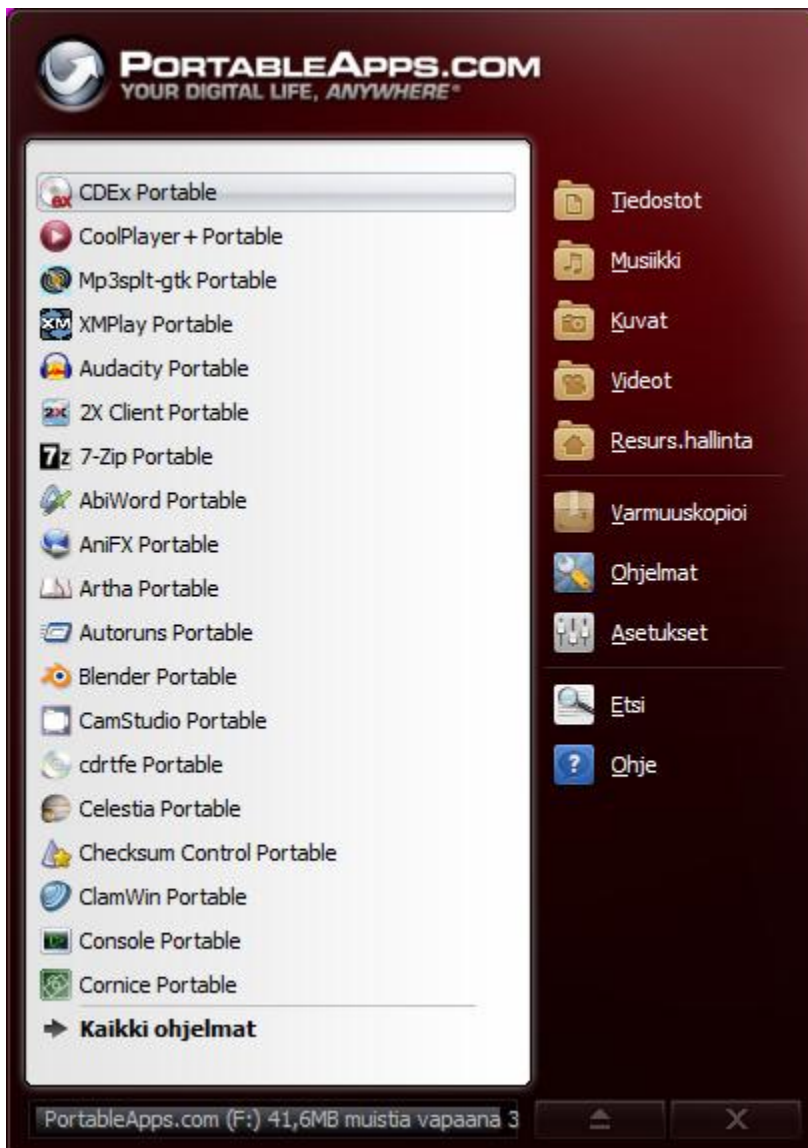 PORTABLEAPPS.COM
YOUR DIGITAL LIFE, ANYWHERE®
CDEx Portable
CoolPlayer+ Portable
Mp3splt-gtk Portable
XMPlay Portable
Audacity Portable
2X Client Portable
7-Zip Portable
AbiWord Portable
AniFX Portable
Artha Portable
Autoruns Portable
Blender Portable
CamStudio Portable
cdrtfe Portable
Celestia Portable
Checksum Control Portable
ClamWin Portable
Console Portable
Cornice Portable
Kaikki ohjelmat
Tiedostot
Musiikki
Kuvat
Videot
Resurs.hallinta
Varmuuskopioi
Ohjelmat
Asetukset
Etsi
Ohje
PortableApps.com (F:) 41,6MB muistia vapaana 3